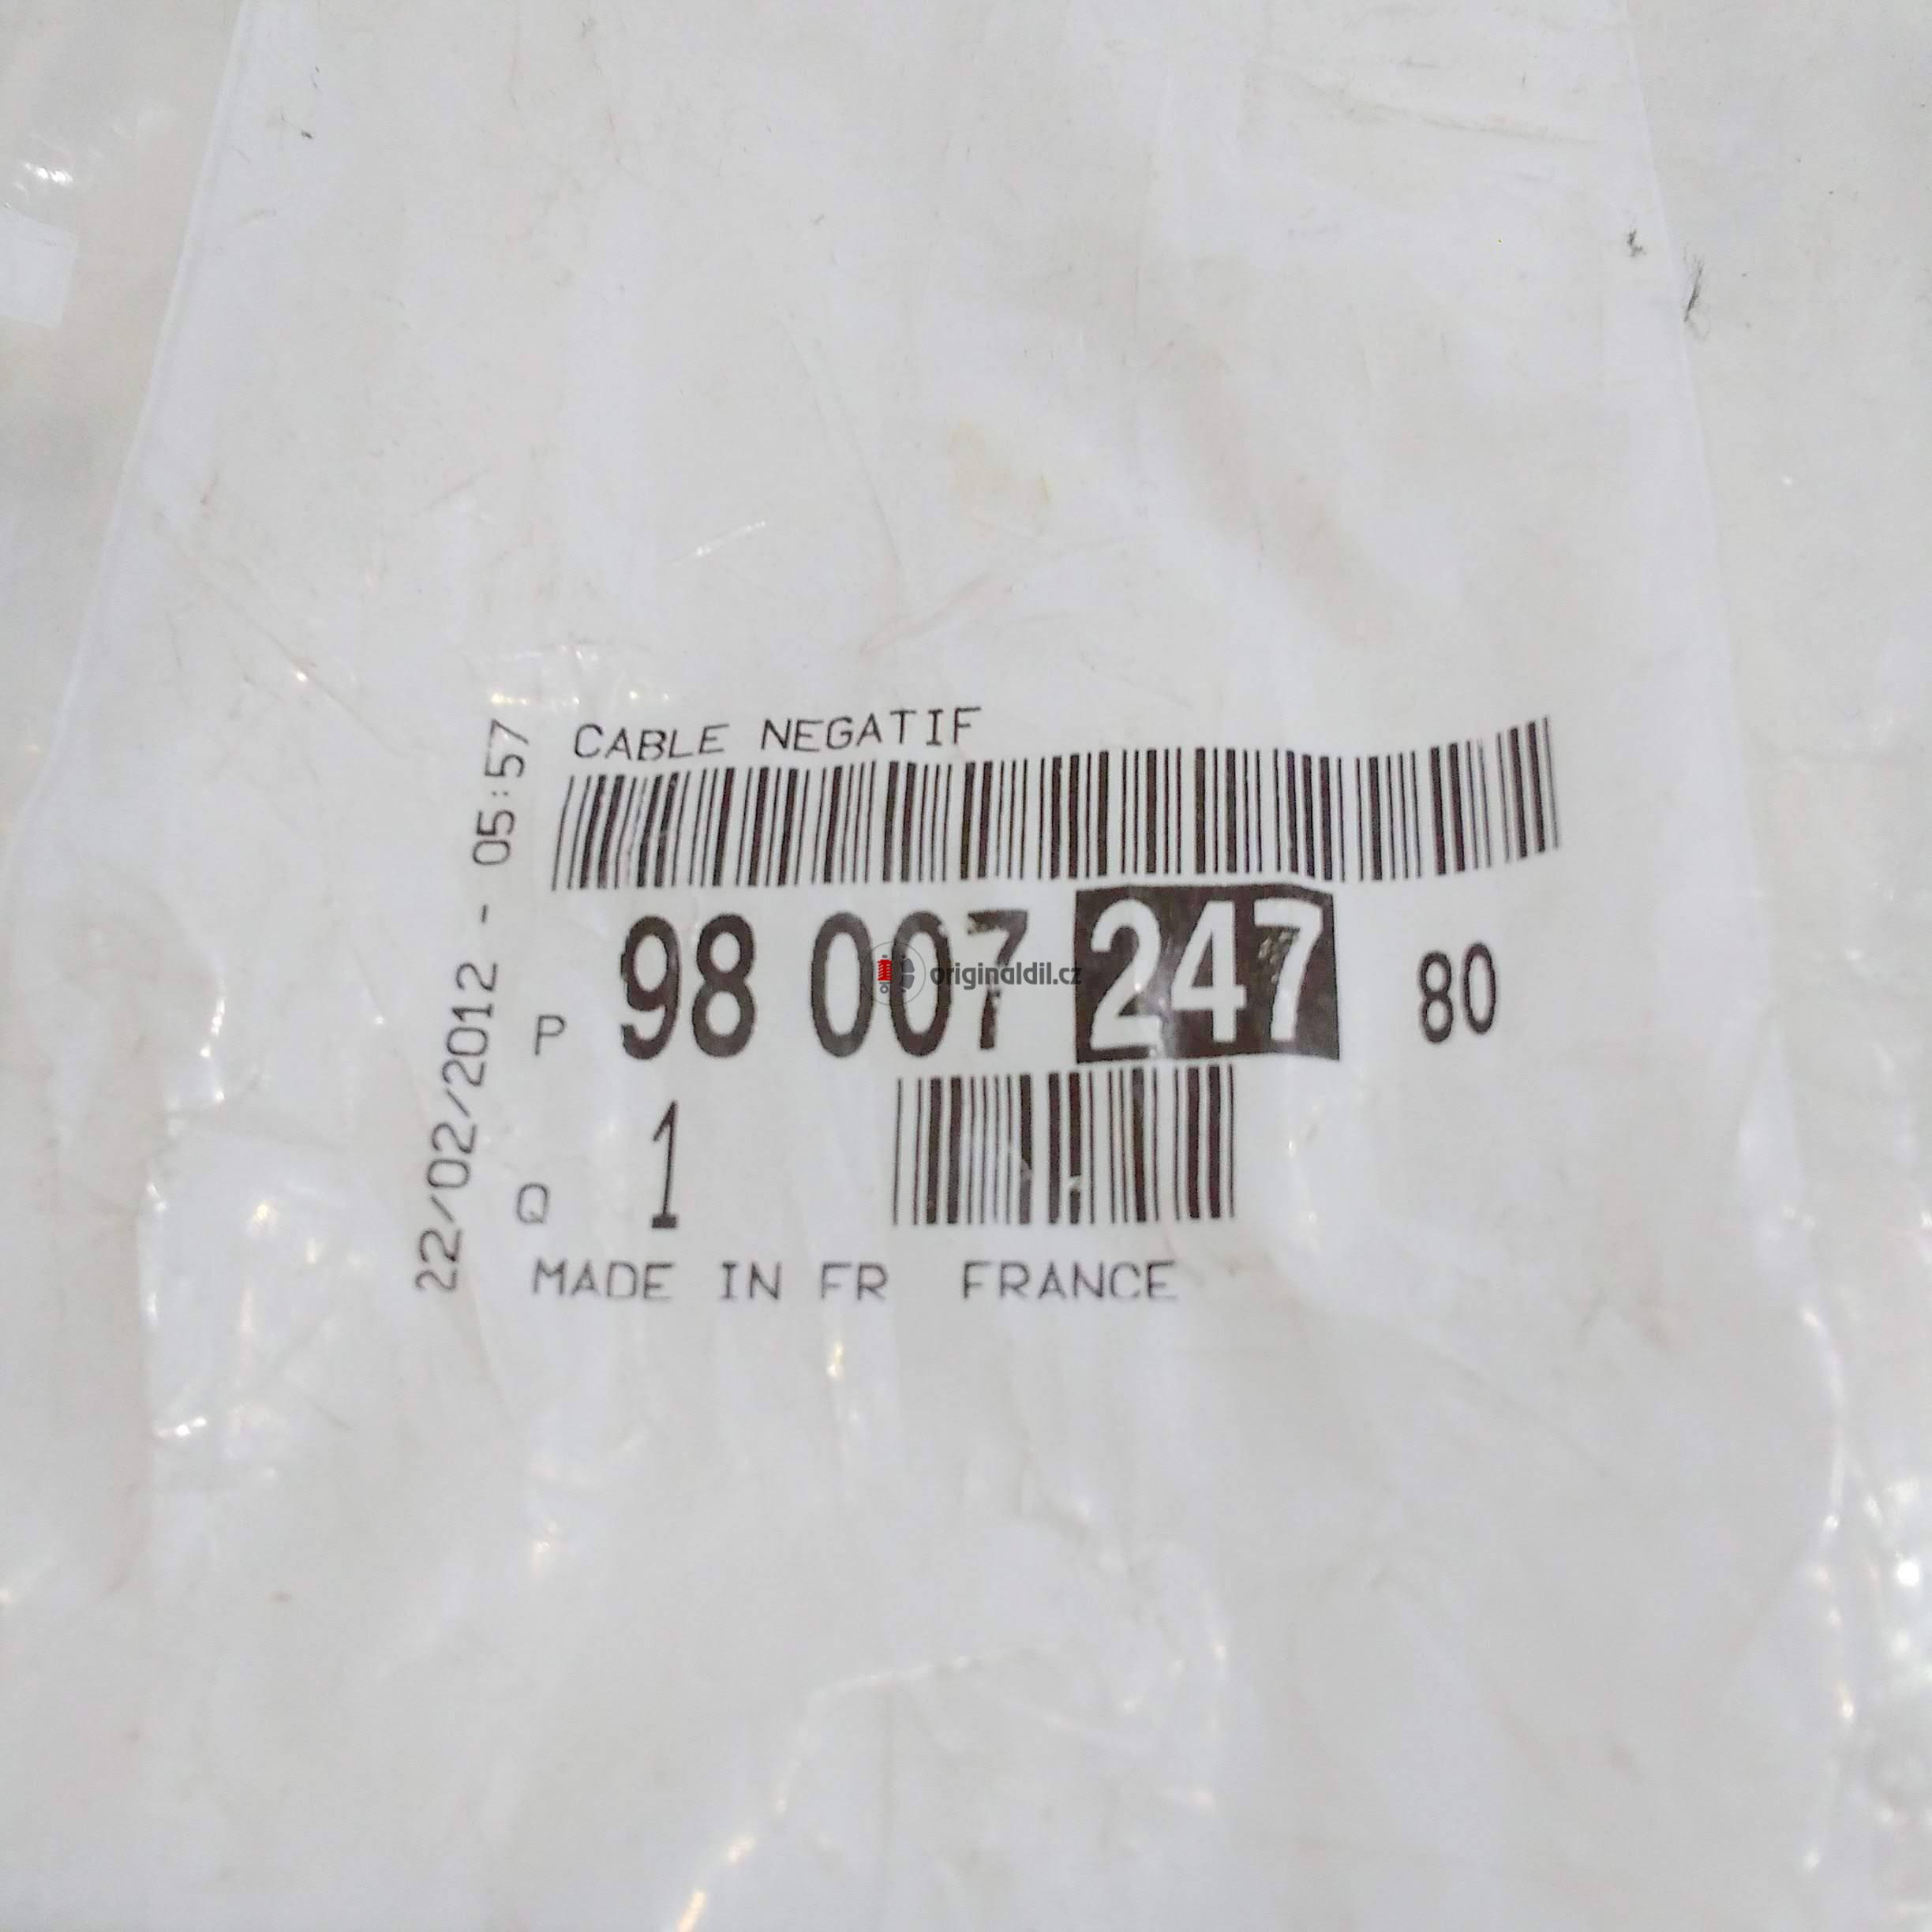 CABLE NEGATIF
22/02/2012 - 05:57
P 98 007 247 80
originaldil.cz
Q 1
MADE IN FR FRANCE